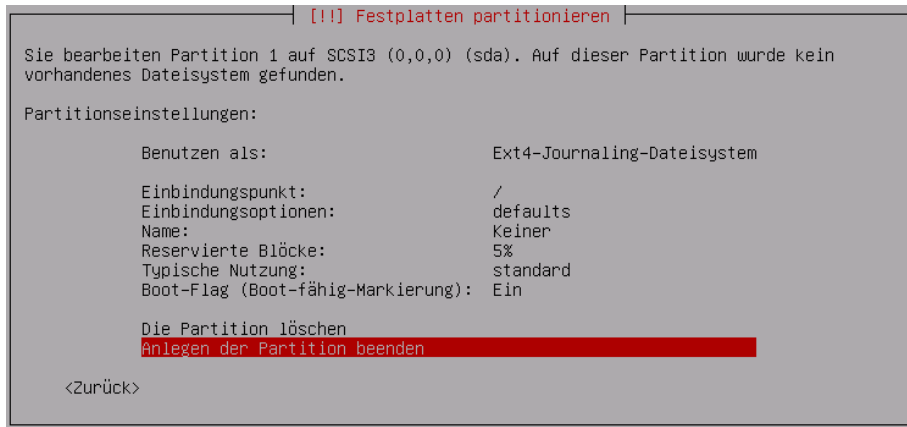 [!!] Festplatten partitionieren
Sie bearbeiten Partition 1 auf SCSI3 (0,0,0) (sda). Auf dieser Partition wurde kein
vorhandenes Dateisystem gefunden.
Partitionseinstellungen:
Benutzen als: Ext4-Journaling-Dateisystem
Einbindungspunkt: /
Einbindungsoptionen: defaults
Name: Keiner
Reservierte Blöcke: 5%
Typische Nutzung: standard
Boot-Flag (Boot-fähig-Markierung): Ein
Die Partition löschen
Anlegen der Partition beenden
<Zurück>